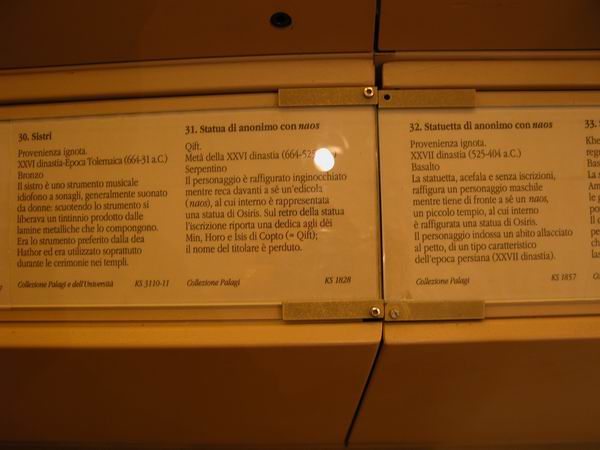 30. Sistri
Provenienza ignota.
XXVI dinastia-Epoca Tolemaica (664-31 a.C.)
Bronzo
Il sistro è uno strumento musicale
idiofono a sonagli, generalmente suonato
da donne: scuotendo lo strumento si
liberava un tintinnio prodotto dalle
lamine metalliche che lo compongono.
Era lo strumento preferito dalla dea
Hathor ed era utilizzato soprattutto
durante le cerimonie nei templi.
Collezione Palagi e dell'Università KS 3110-11
31. Statua di anonimo con naos
Qift.
Metà della XXVI dinastia
Serpentino
Il personaggio è raffigurato inginocchiato
mentre reca davanti a sé un'edicola
(naos), al cui interno è rappresentata
una statua di Osiris. Sul retro della statua
l'iscrizione riporta una dedica agli dèi
Min, Horo e Isis di Copto (= Qift);
il nome del titolare è perduto.
Collezione Palagi KS 1828
32. Statuetta di anonimo con naos
Provenienza ignota.
XXVII dinastia (525-404 a.C.)
Basalto
La statuetta, acefala e senza iscrizioni,
raffigura un personaggio maschile
mentre tiene di fronte a sé un naos,
un piccolo tempio, al cui interno
è raffigurata una statua di Osiris.
Il personaggio indossa un abito allacciato
al petto, di un tipo caratteristico
dell'epoca persiana (XXVII dinastia).
Collezione Palagi KS 1857
33.